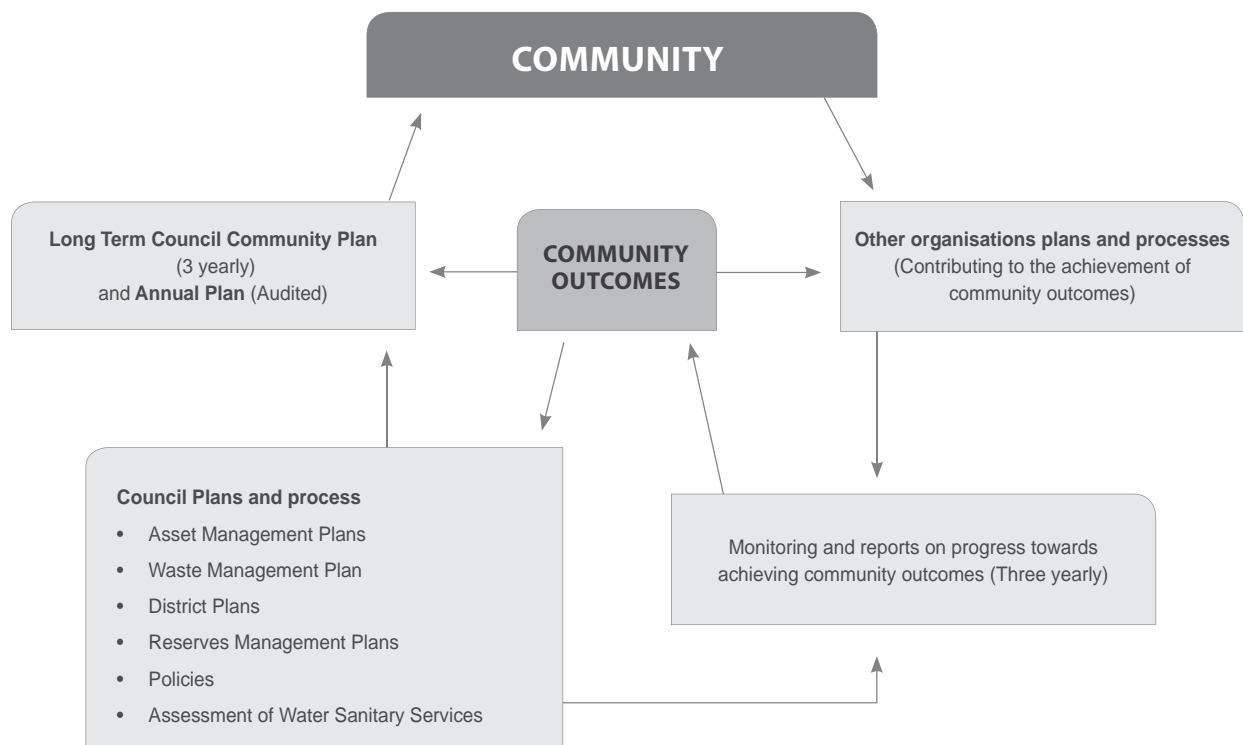 COMMUNITY
Long Term Council Community Plan
(3 yearly)
and Annual Plan (Audited)
COMMUNITY
OUTCOMES
Other organisations plans and processes
(Contributing to the achievement of
community outcomes)
Council Plans and process
• Asset Management Plans
• Waste Management Plan
• District Plans
• Reserves Management Plans
• Policies
• Assessment of Water Sanitary Services
Monitoring and reports on progress towards
achieving community outcomes (Three yearly)